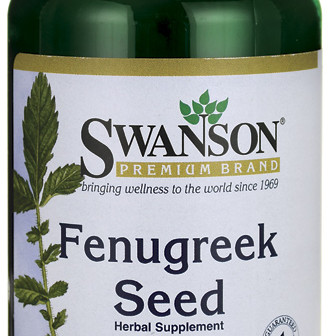 SWANSON®
PREMIUM BRAND
bringing wellness to the world since 1969
Fenugreek
Seed
Herbal Supplement